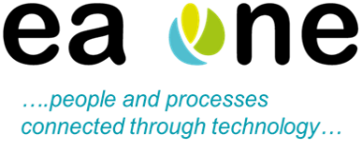 ea one
….people and processes
connected through technology…